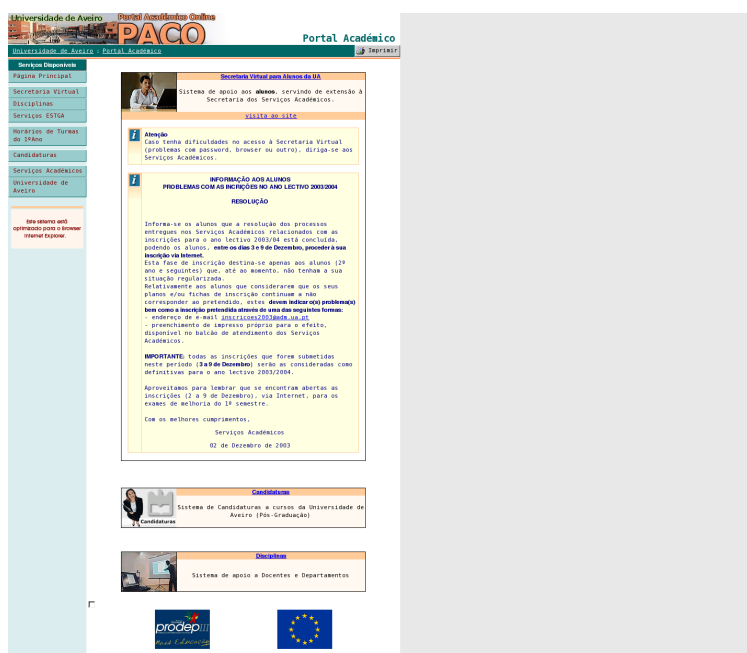 Universidade de Aveiro
Portal Académico Online
PACO
Portal Académico
Universidade de Aveiro : Portal Académico
Imprimir
Serviços Disponíveis
Página Principal
Secretaria Virtual
Disciplinas
Serviços ESTGA
Horários de Turmas
do 1ºAno
Candidaturas
Serviços Académicos
Universidade de
Aveiro
Este sistema está
optimizado para o Browser
Internet Explorer.
Secretaria Virtual para Alunos da UA
Sistema de apoio aos alunos, servindo de extensão à
Secretaria dos Serviços Académicos.
visita ao site
Atenção
Caso tenha dificuldades no acesso à Secretaria Virtual
(problemas com password, browser ou outro), diriga-se aos
Serviços Académicos.
INFORMAÇÃO AOS ALUNOS
PROBLEMAS COM AS INCRIÇÕES NO ANO LECTIVO 2003/2004
RESOLUÇÃO
Informa-se os alunos que a resolução dos processos
entregues nos Serviços Académicos relacionados com as
inscrições para o ano lectivo 2003/04 está concluída,
podendo os alunos, entre os dias 3 e 9 de Dezembro, proceder à sua
inscrição via Internet.
Esta fase de inscrição destina-se apenas aos alunos (2º
ano e seguintes) que, até ao momento, não tenham a sua
situação regularizada.
Relativamente aos alunos que considerarem que os seus
planos e/ou fichas de inscrição continuam a não
corresponder ao pretendido, estes devem indicar o(s) problema(s)
bem como a inscrição pretendida através de uma das seguintes formas:
- endereço de e-mail inscricoes2003@adm.ua.pt
- preenchimento de impresso próprio para o efeito,
disponível no balcão de atendimento dos Serviços
Académicos.
IMPORTANTE: todas as inscrições que forem submetidas
neste período (3 a 9 de Dezembro) serão as consideradas como
definitivas para o ano lectivo 2003/2004.
Aproveitamos para lembrar que se encontram abertas as
inscrições (2 a 9 de Dezembro), via Internet, para os
exames de melhoria do 1º semestre.
Com os melhores cumprimentos,
Serviços Académicos
02 de Dezembro de 2003
Candidaturas
Sistema de Candidaturas a cursos da Universidade de
Aveiro (Pós-Graduação)
Candidaturas
Disciplinas
Sistema de apoio a Docentes e Departamentos
prodep III
Mais Educação